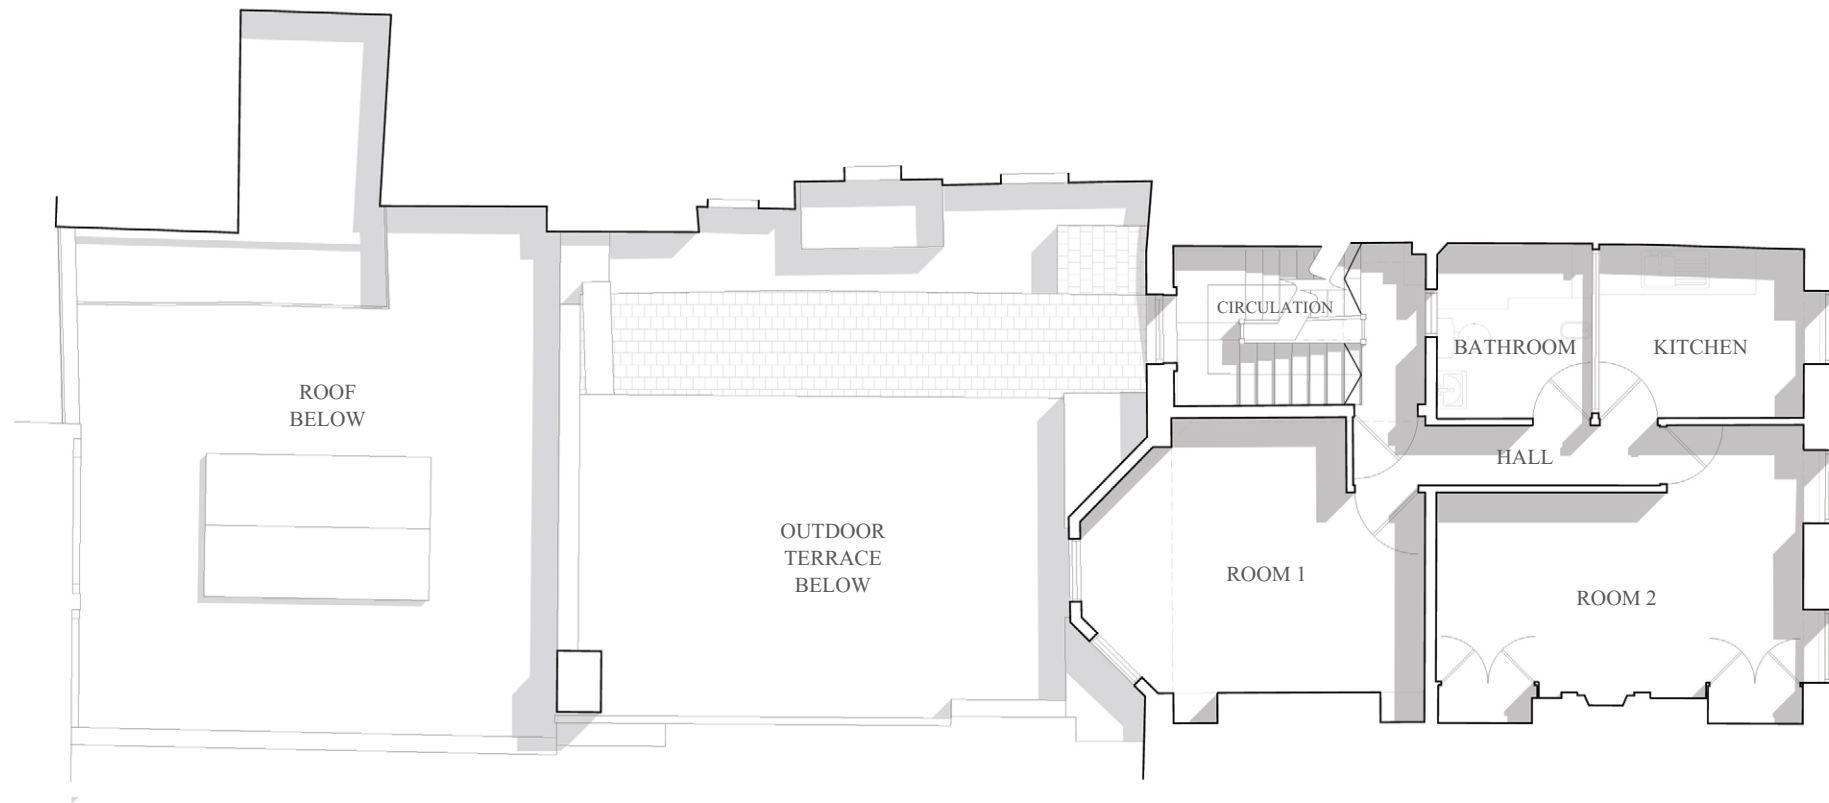 CIRCULATION
BATHROOM
KITCHEN
ROOF
BELOW
HALL
OUTDOOR
TERRACE
BELOW
ROOM 1
ROOM 2